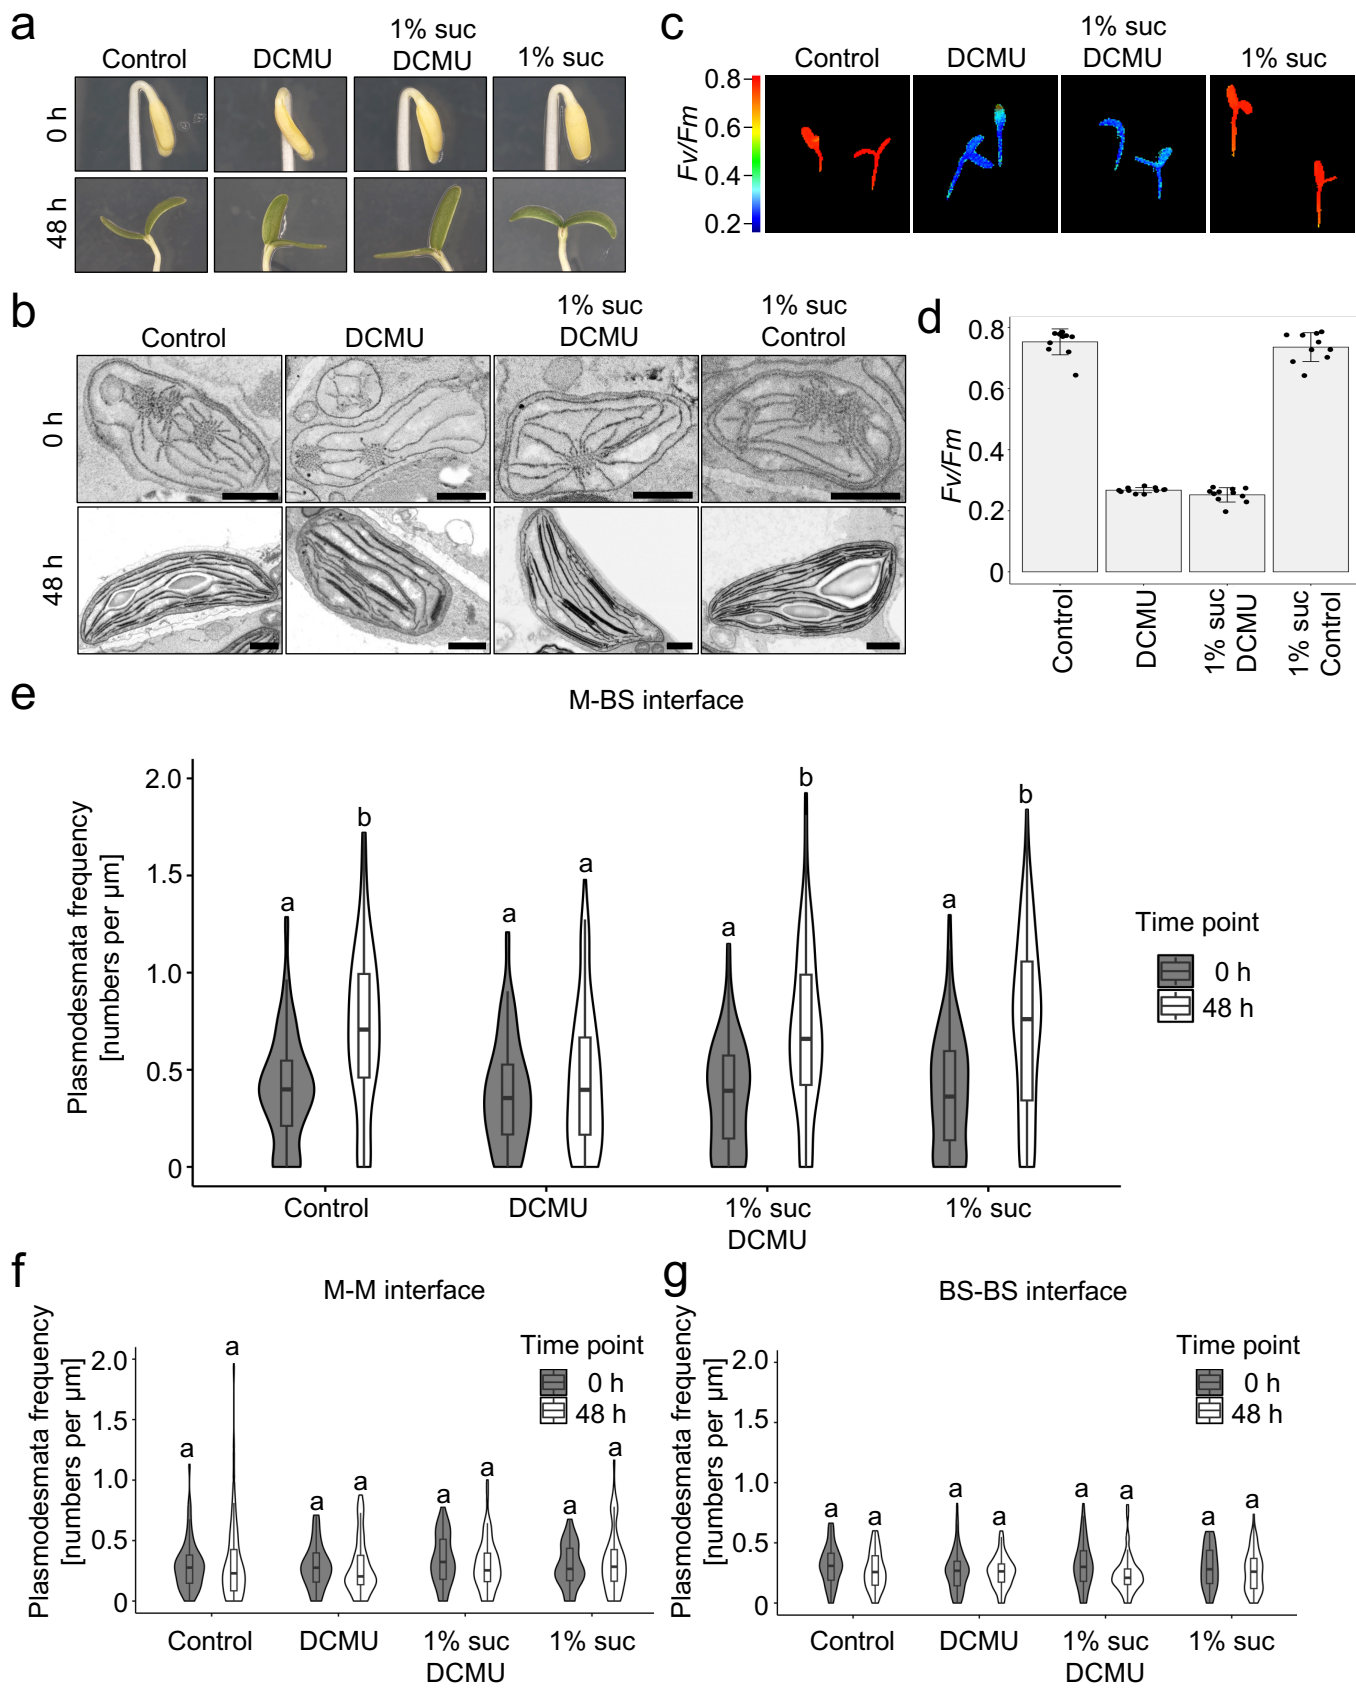 a
Control
DCMU
1% suc
DCMU
1% suc
0 h
48 h
b
Control
DCMU
1% suc
DCMU
1% suc
Control
0 h
48 h
c
Control
DCMU
1% suc
DCMU
1% suc
Fv/Fm
0.8
0.6
0.4
0.2
d
Fv/Fm
0.8
0.6
0.4
0.2
0
Control
DCMU
1% suc
DCMU
1% suc
Control
e
M-BS interface
Plasmodesmata frequency
[numbers per µm]
2.0
1.5
1.0
0.5
0
a
b
a
a
a
b
a
b
Control
DCMU
1% suc
DCMU
1% suc
Time point
0 h
48 h
f
M-M interface
Plasmodesmata frequency
[numbers per µm]
2.0
1.5
1.0
0.5
0
a
a
a
a
a
a
a
a
Time point
0 h
48 h
Control
DCMU
1% suc
DCMU
1% suc
g
BS-BS interface
Plasmodesmata frequency
[numbers per µm]
2.0
1.5
1.0
0.5
0
a
a
a
a
a
a
a
a
Time point
0 h
48 h
Control
DCMU
1% suc
DCMU
1% suc